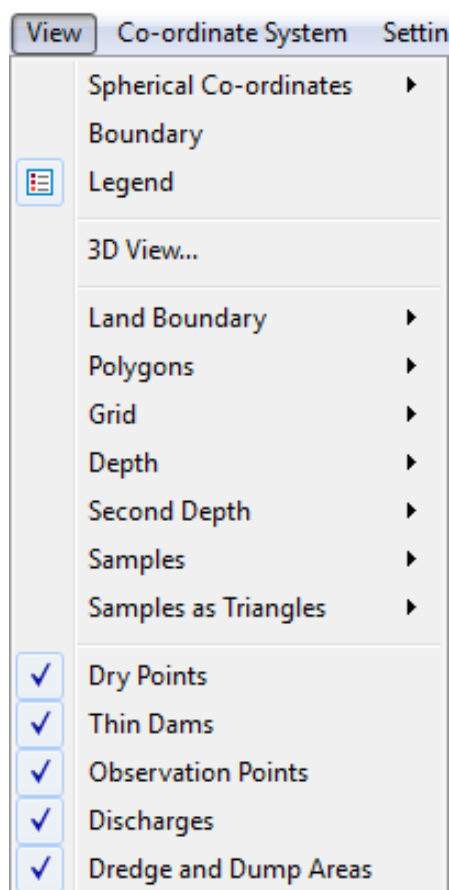 View Co-ordinate System Settin
Spherical Co-ordinates
Boundary
Legend
3D View...
Land Boundary
Polygons
Grid
Depth
Second Depth
Samples
Samples as Triangles
Dry Points
Thin Dams
Observation Points
Discharges
Dredge and Dump Areas